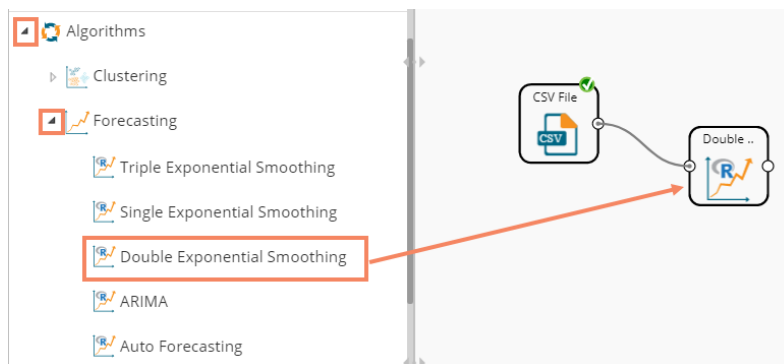 Algorithms
Clustering
Forecasting
Triple Exponential Smoothing
Single Exponential Smoothing
Double Exponential Smoothing
ARIMA
Auto Forecasting
CSV File
CSV
Double ..
R